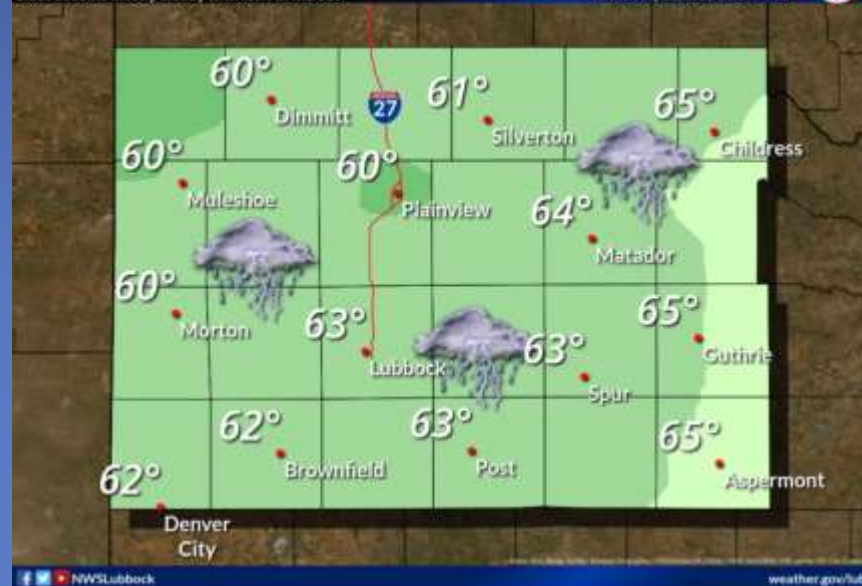 60°
Dimmitt
27
61°
Silverton
65°
Childress
60°
Muleshoe
60°
Plainview
64°
Matador
60°
Morton
63°
Lubbock
63°
Spur
65°
Guthrie
62°
Brownfield
63°
Post
65°
Aspermont
62°
Denver
City
NWSLubbock
weather.gov/lu